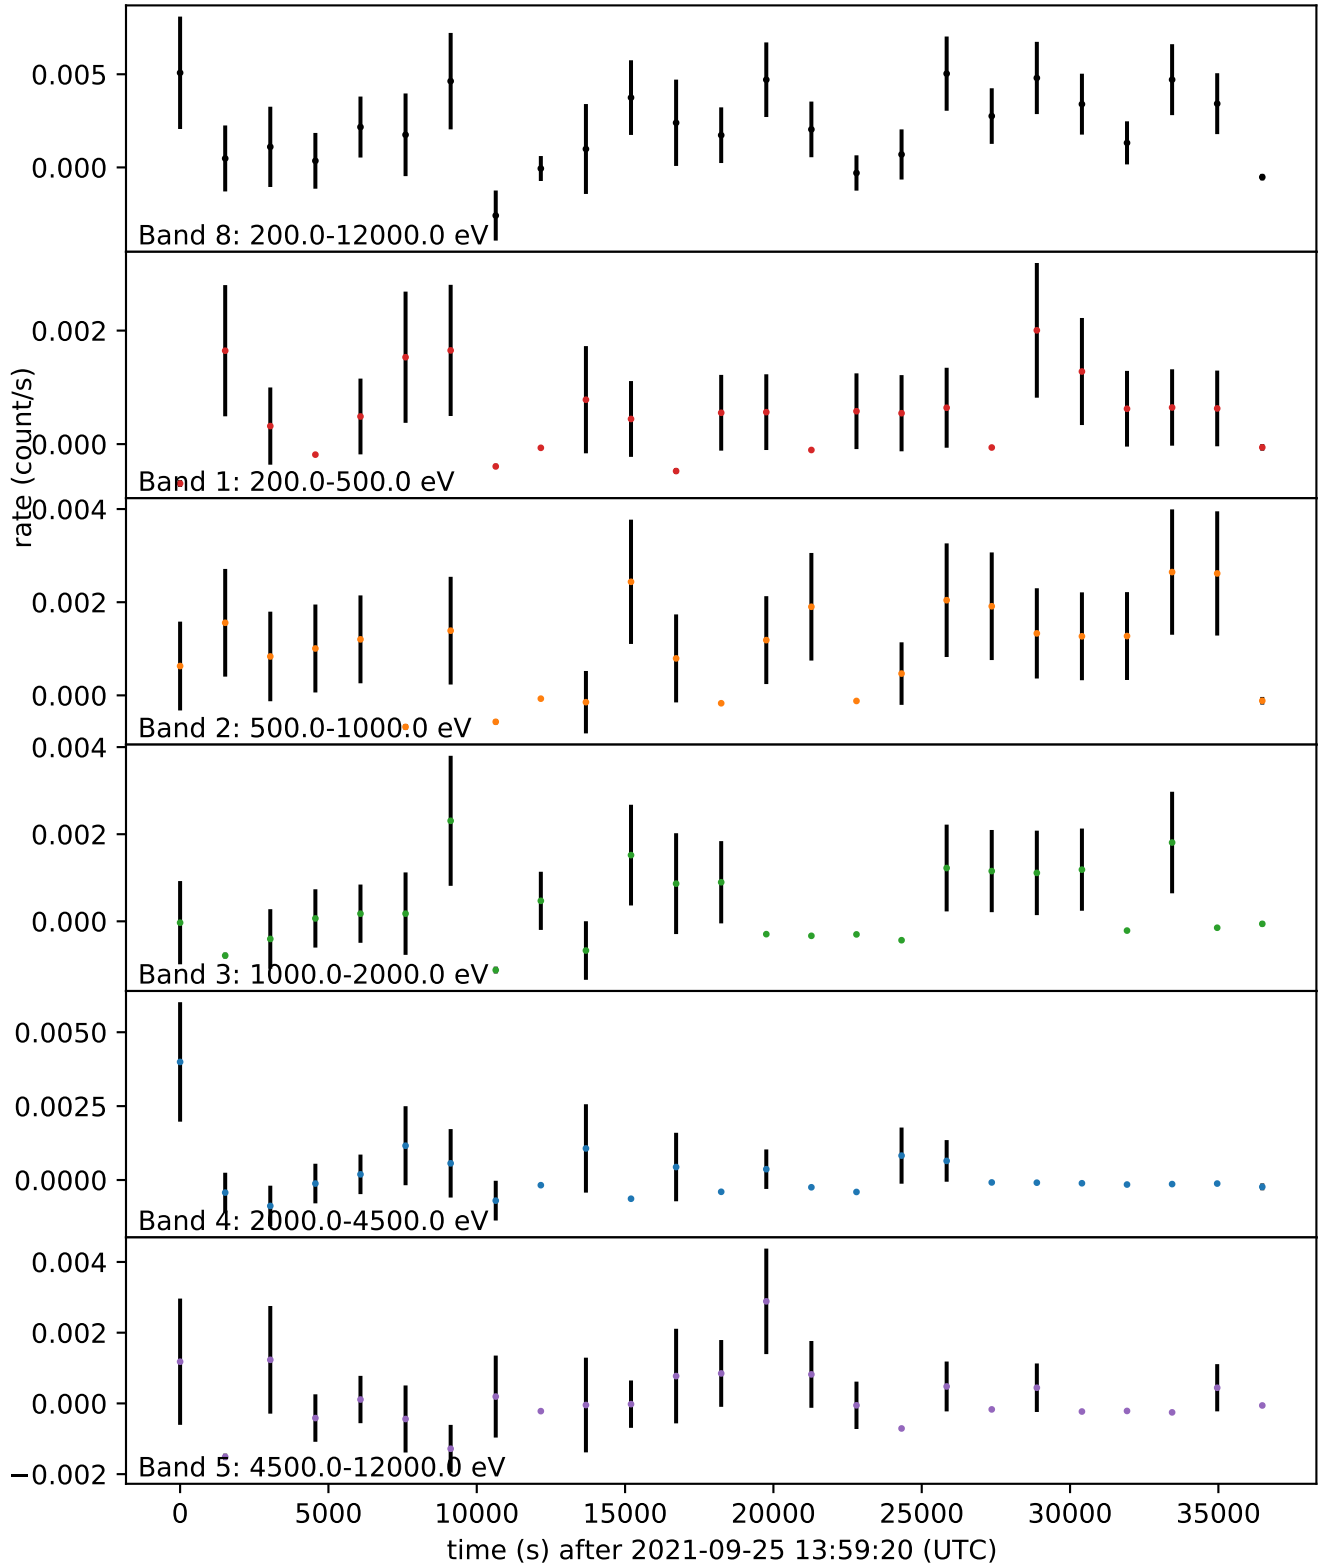 0.005
0.000
Band 8: 200.0-12000.0 eV
0.002
0.000
Band 1: 200.0-500.0 eV
rate (count/s)
0.004
0.002
0.000
Band 2: 500.0-1000.0 eV
0.004
0.002
0.000
Band 3: 1000.0-2000.0 eV
0.0050
0.0025
0.0000
Band 4: 2000.0-4500.0 eV
0.004
0.002
0.000
−0.002
Band 5: 4500.0-12000.0 eV
0 5000 10000 15000 20000 25000 30000 35000
time (s) after 2021-09-25 13:59:20 (UTC)